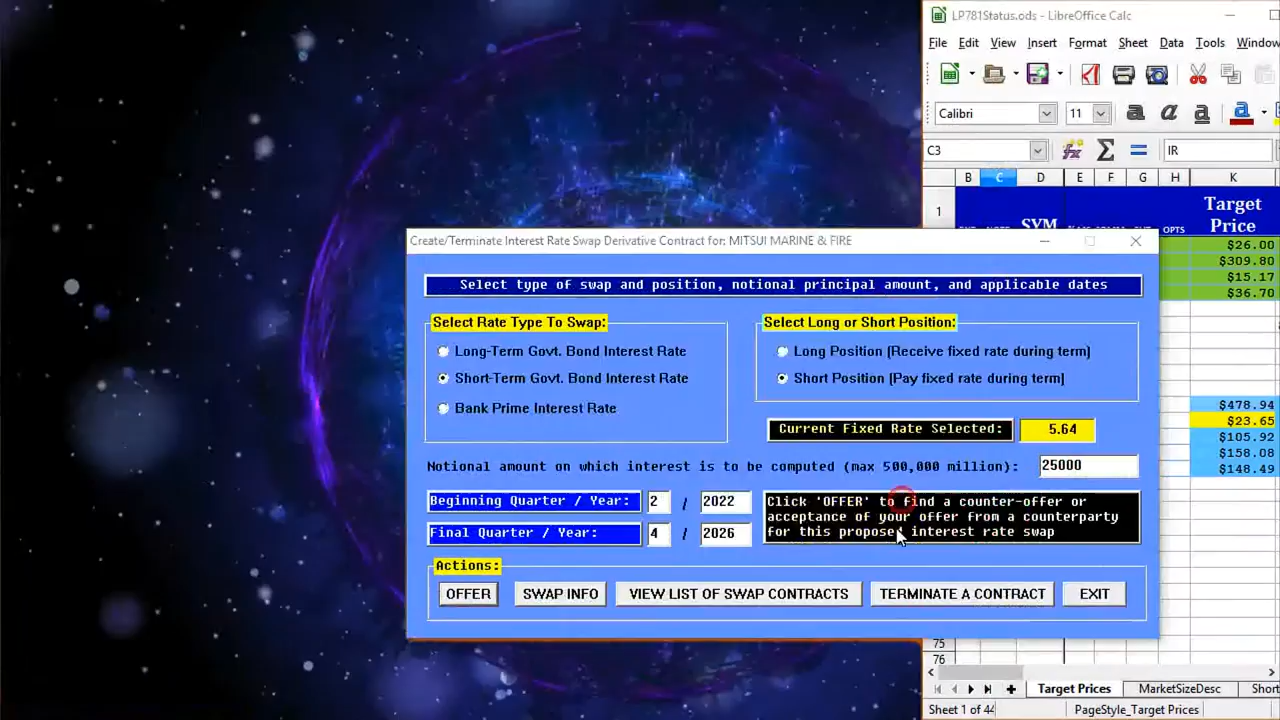 LP781Status.ods - LibreOffice Calc
File Edit View Insert Format Sheet Data Tools Window
Calibri 11 a a a a
C3 fx Σ = IR
B C D E F G H K
1 SYM OPTS Target
Price
Create/Terminate Interest Rate Swap Derivative Contract for: MITSUI MARINE & FIRE
$26.00
$309.80
$15.17
$36.70
Select type of swap and position, notional principal amount, and applicable dates
Select Rate Type To Swap:
Long-Term Govt. Bond Interest Rate
Short-Term Govt. Bond Interest Rate
Bank Prime Interest Rate
Select Long or Short Position:
Long Position [Receive fixed rate during term]
Short Position [Pay fixed rate during term]
Current Fixed Rate Selected: 5.64
$478.94
$23.65
$105.92
$158.08
$148.49
Notional amount on which interest is to be computed (max 500,000 million): 25000
Beginning Quarter / Year: 2 / 2022
Final Quarter / Year: 4 / 2026
Click 'OFFER' to find a counter-offer or
acceptance of your offer from a counterparty
for this proposed interest rate swap
Actions:
OFFER SWAP INFO VIEW LIST OF SWAP CONTRACTS TERMINATE A CONTRACT EXIT
75
76
Target Prices MarketSizeDesc Short
Sheet 1 of 44 PageStyle_Target Prices